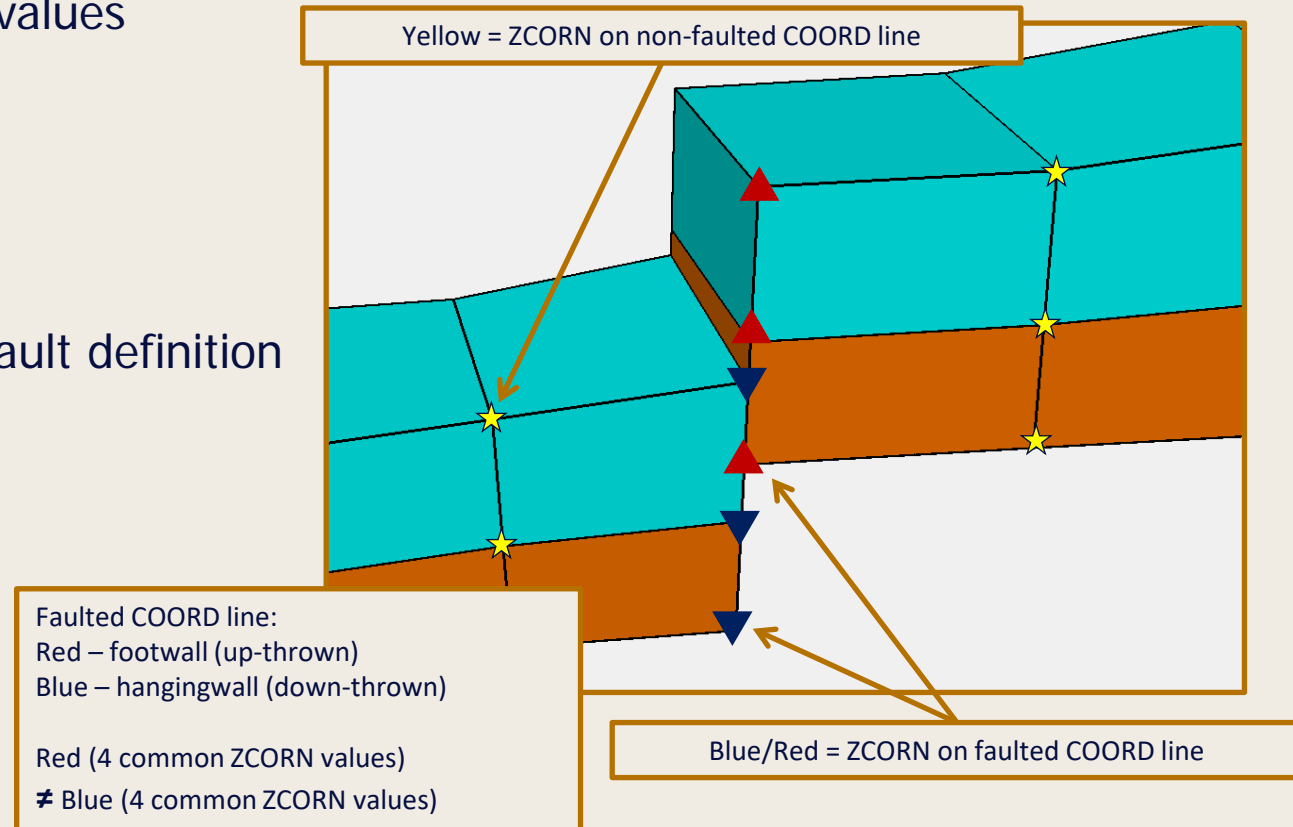 values
Yellow = ZCORN on non-faulted COORD line
ault definition
Faulted COORD line:
Red – footwall (up-thrown)
Blue – hangingwall (down-thrown)
Red (4 common ZCORN values)
≠ Blue (4 common ZCORN values)
Blue/Red = ZCORN on faulted COORD line